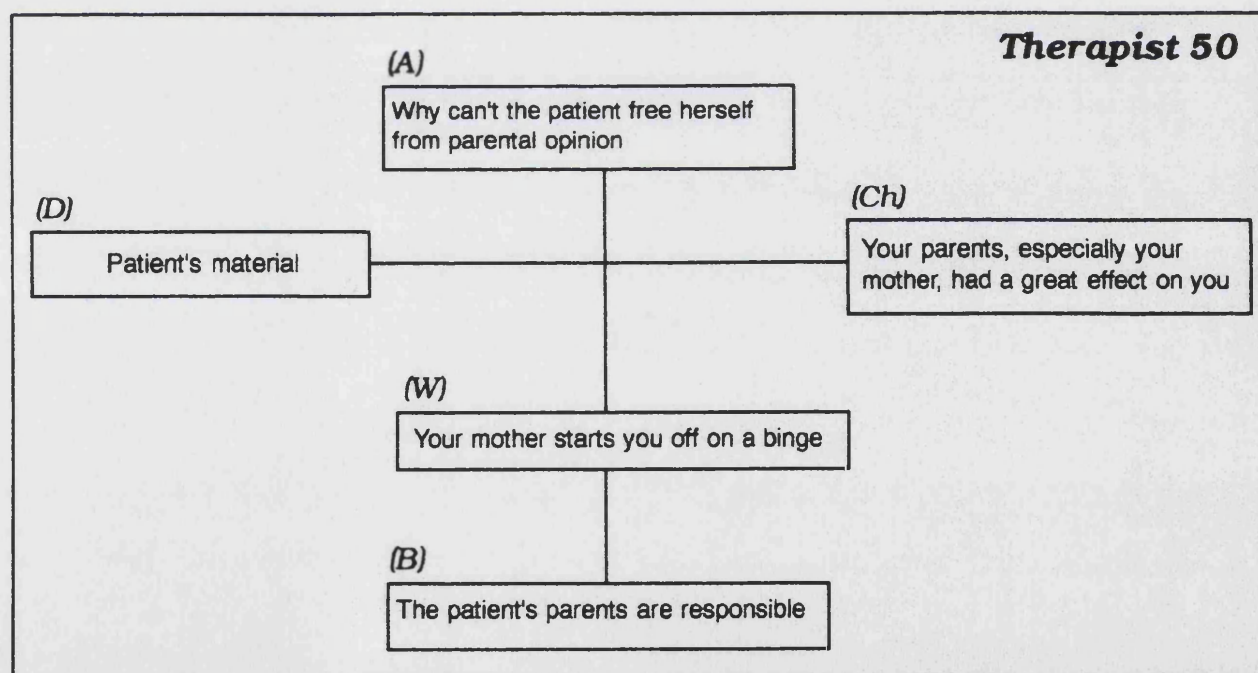 Therapist 50
(A)
Why can't the patient free herself
from parental opinion
(D)
Patient's material
(Ch)
Your parents, especially your
mother, had a great effect on you
(W)
Your mother starts you off on a binge
(B)
The patient's parents are responsible